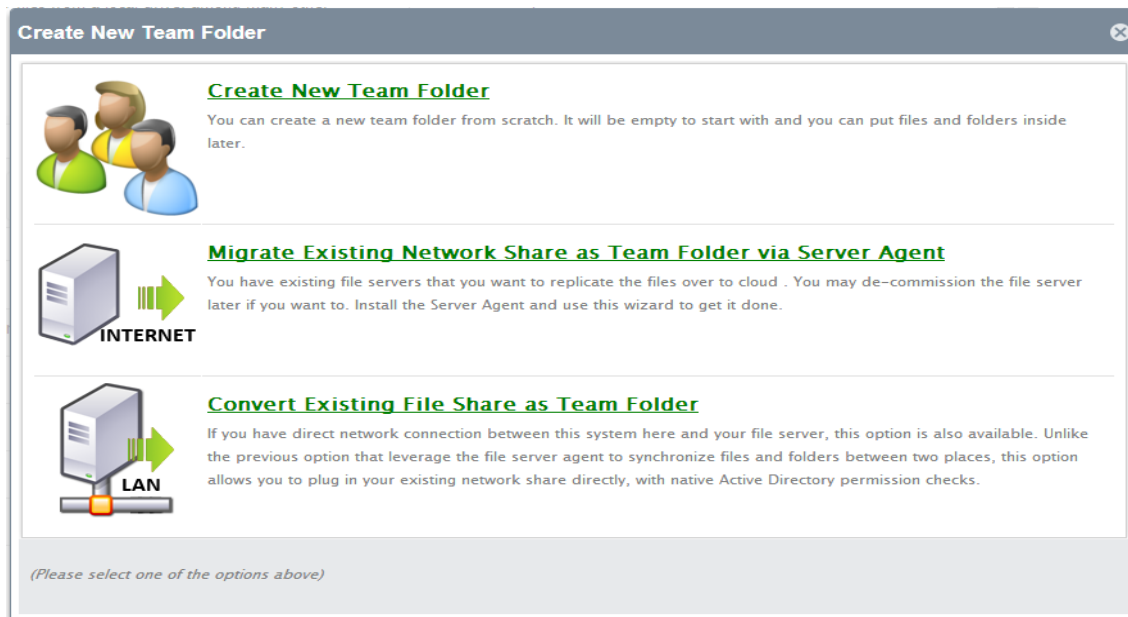 Create New Team Folder
Create New Team Folder
You can create a new team folder from scratch. It will be empty to start with and you can put files and folders inside
later.
Migrate Existing Network Share as Team Folder via Server Agent
You have existing file servers that you want to replicate the files over to cloud . You may de-commission the file server
later if you want to. Install the Server Agent and use this wizard to get it done.
INTERNET
Convert Existing File Share as Team Folder
If you have direct network connection between this system here and your file server, this option is also available. Unlike
the previous option that leverage the file server agent to synchronize files and folders between two places, this option
allows you to plug in your existing network share directly, with native Active Directory permission checks.
LAN
(Please select one of the options above)